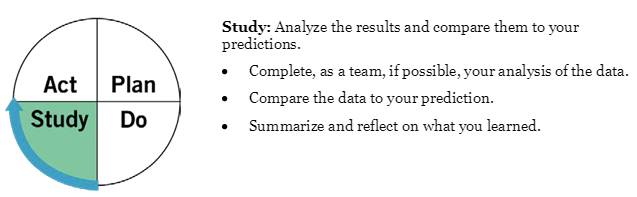 Act Plan
Study Do
Study: Analyze the results and compare them to your
predictions.
• Complete, as a team, if possible, your analysis of the data.
• Compare the data to your prediction.
• Summarize and reflect on what you learned.